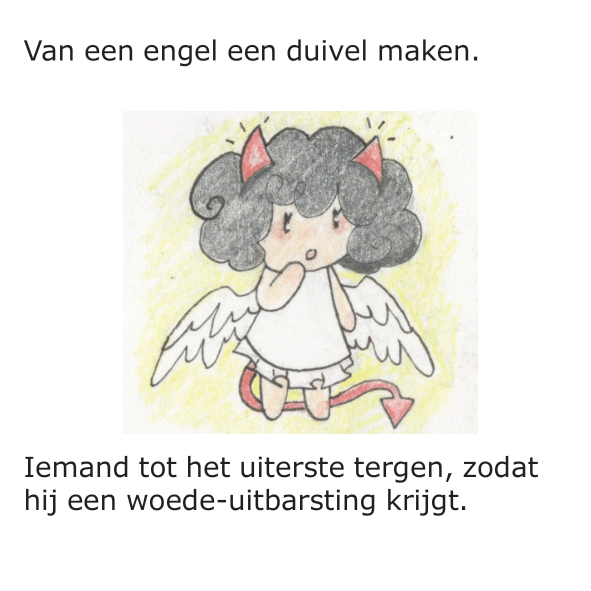 Van een engel een duivel maken.
Iemand tot het uiterste tergen, zodat
hij een woede-uitbarsting krijgt.